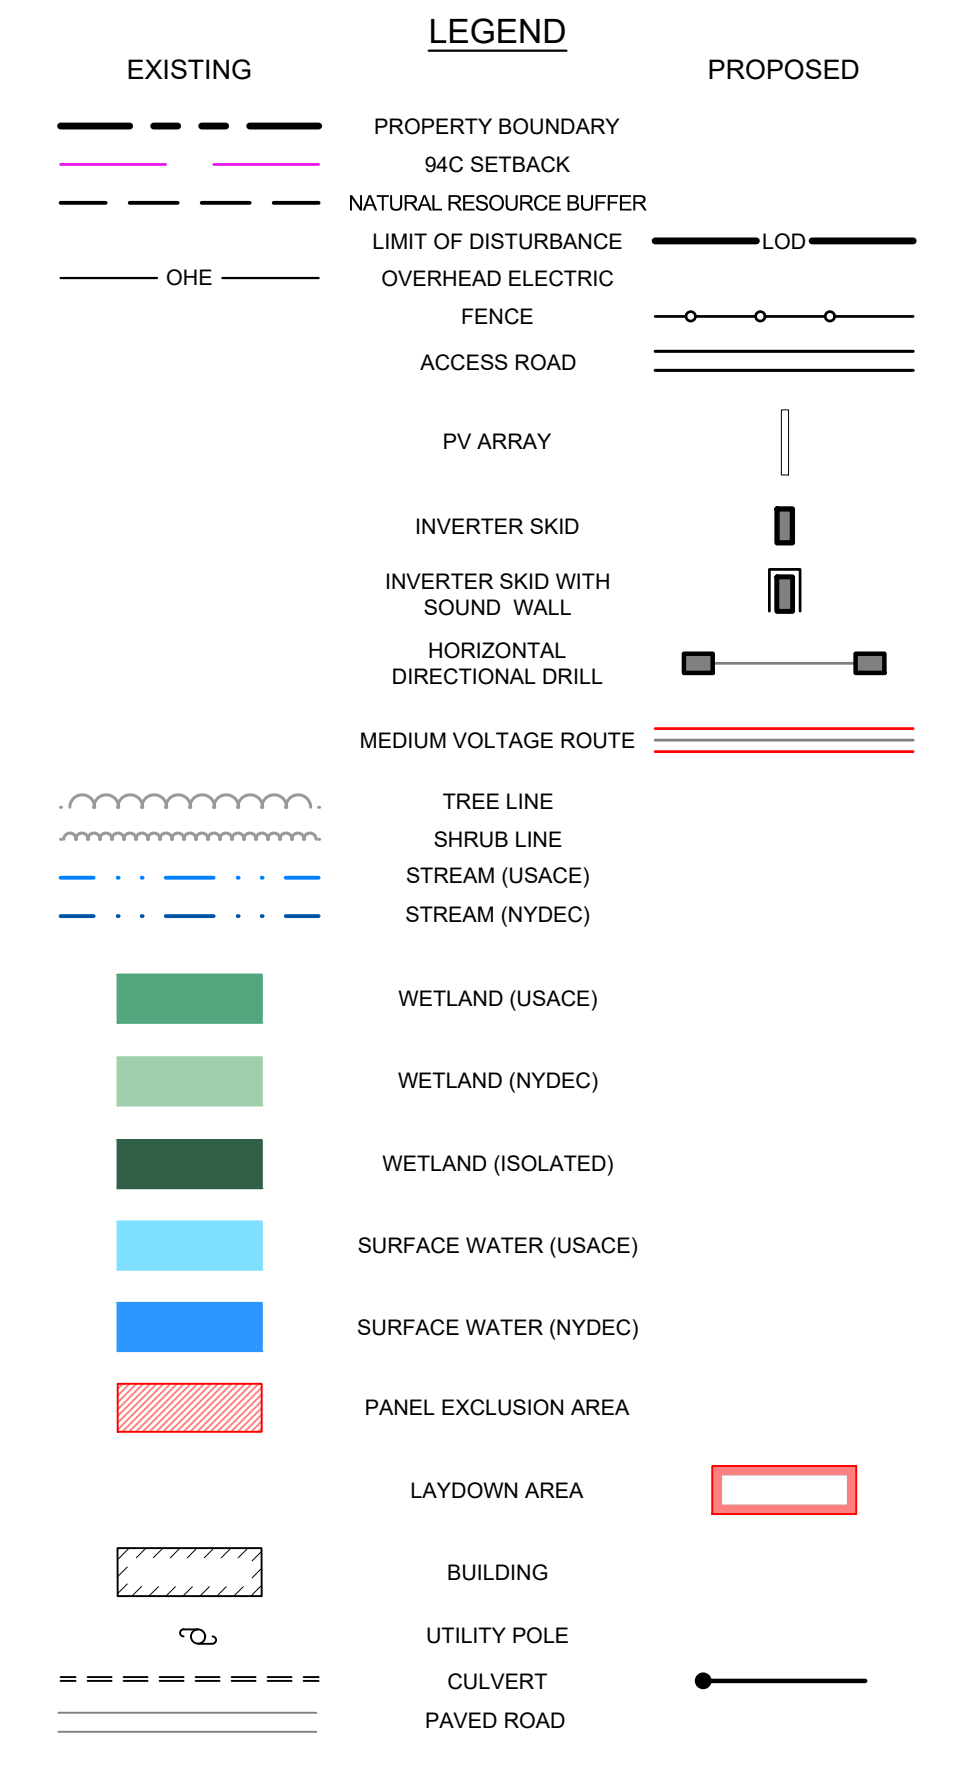 LEGEND
EXISTING
PROPOSED
PROPERTY BOUNDARY
94C SETBACK
NATURAL RESOURCE BUFFER
LIMIT OF DISTURBANCE
LOD
OHE
OVERHEAD ELECTRIC
FENCE
ACCESS ROAD
PV ARRAY
INVERTER SKID
INVERTER SKID WITH
SOUND WALL
HORIZONTAL
DIRECTIONAL DRILL
MEDIUM VOLTAGE ROUTE
TREE LINE
SHRUB LINE
STREAM (USACE)
STREAM (NYDEC)
WETLAND (USACE)
WETLAND (NYDEC)
WETLAND (ISOLATED)
SURFACE WATER (USACE)
SURFACE WATER (NYDEC)
PANEL EXCLUSION AREA
LAYDOWN AREA
BUILDING
UTILITY POLE
CULVERT
PAVED ROAD